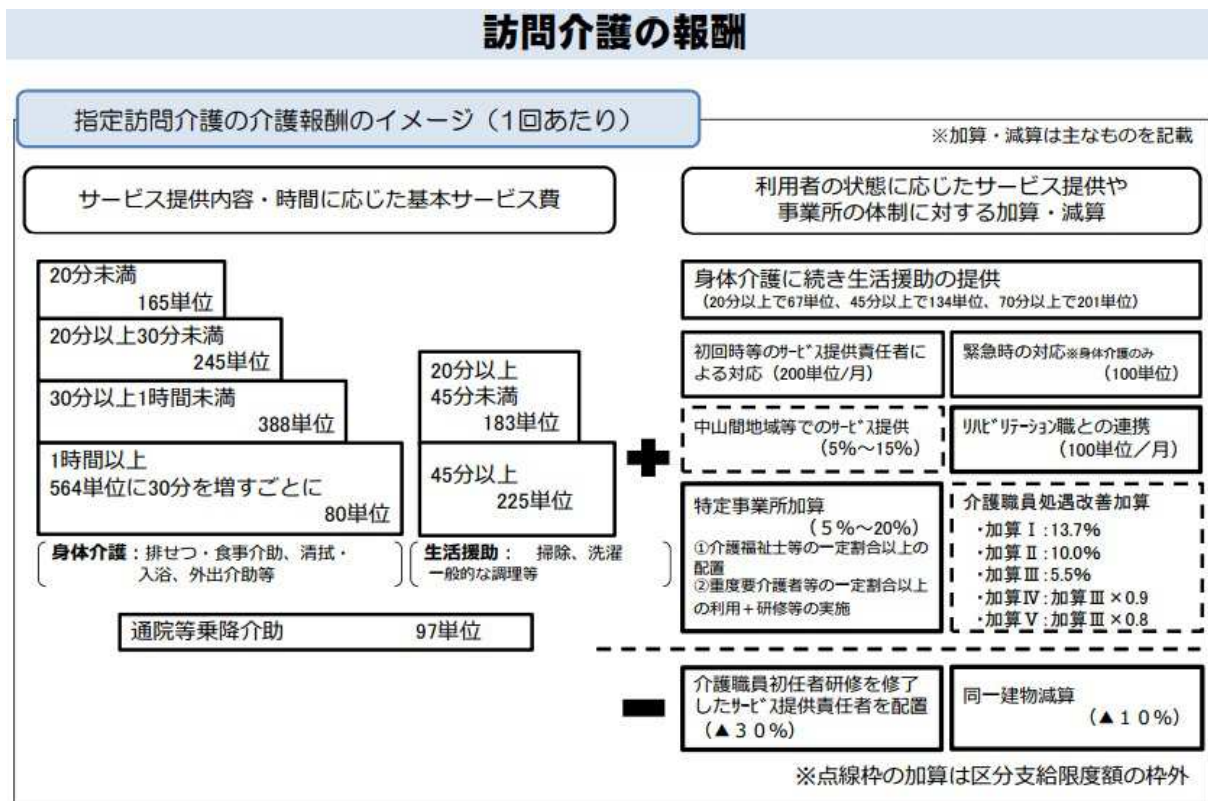 訪問介護の報酬
指定訪問介護の介護報酬のイメージ（1回あたり）
※加算・減算は主なものを記載
サービス提供内容・時間に応じた基本サービス費
20分未満
165単位
20分以上30分未満
245単位
30分以上1時間未満
388単位
1時間以上
564単位に30分を増すごとに
80単位
20分以上
45分未満
183単位
45分以上
225単位
身体介護：排せつ・食事介助、清拭・
入浴、外出介助等
生活援助： 掃除、洗濯
一般的な調理等
通院等乗降介助 97単位
利用者の状態に応じたサービス提供や
事業所の体制に対する加算・減算
身体介護に続き生活援助の提供
（20分以上で67単位、45分以上で134単位、70分以上で201単位）
初回時等のｻｰﾋﾞｽ提供責任者に
よる対応（200単位/月）
緊急時の対応※身体介護のみ
（100単位）
中山間地域等でのｻｰﾋﾞｽ提供
（5%～15%）
ﾘﾊﾋﾞﾘﾃｰｼｮﾝ職との連携
（100単位／月）
特定事業所加算
（５%～20%）
①介護福祉士等の一定割合以上の
配置
②重度要介護者等の一定割合以上
の利用＋研修等の実施
介護職員処遇改善加算
・加算Ⅰ：13.7%
・加算Ⅱ：10.0%
・加算Ⅲ：5.5%
・加算Ⅳ：加算Ⅲ×0.9
・加算Ⅴ：加算Ⅲ×0.8
介護職員初任者研修を修了
したｻｰﾋﾞｽ提供責任者を配置
（▲３０%）
同一建物減算
（▲１０%）
※点線枠の加算は区分支給限度額の枠外